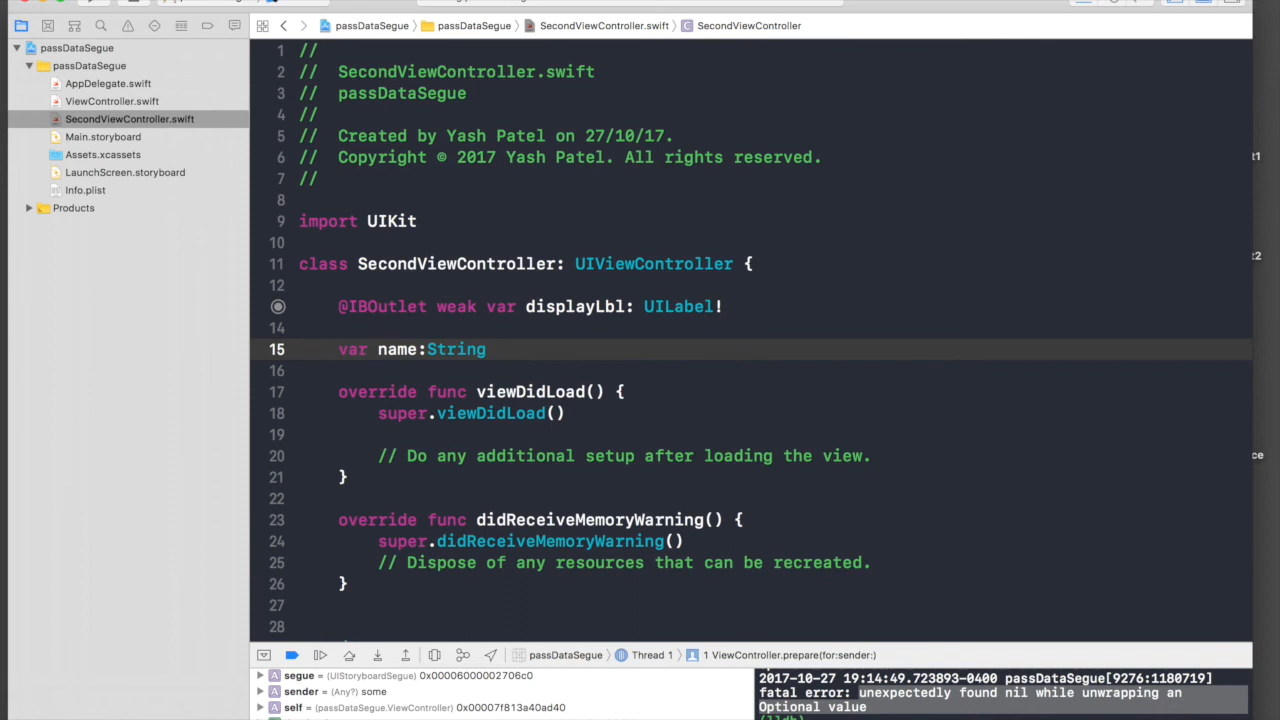 passDataSegue
passDataSegue
SecondViewController.swift
SecondViewController
passDataSegue
passDataSegue
AppDelegate.swift
ViewController.swift
SecondViewController.swift
Main.storyboard
Assets.xcassets
LaunchScreen.storyboard
Info.plist
Products
1 //
2 //  SecondViewController.swift
3 //  passDataSegue
4 //
5 //  Created by Yash Patel on 27/10/17.
6 //  Copyright © 2017 Yash Patel. All rights reserved.
7 //
8
9 import UIKit
10
11 class SecondViewController: UIViewController {
12
@IBOutlet weak var displayLbl: UILabel!
14
15     var name:String
16
17     override func viewDidLoad() {
18         super.viewDidLoad()
19
20         // Do any additional setup after loading the view.
21     }
22
23     override func didReceiveMemoryWarning() {
24         super.didReceiveMemoryWarning()
25         // Dispose of any resources that can be recreated.
26     }
27
28
t1
t2
ce
passDataSegue
Thread 1
1 ViewController.prepare(for:sender:)
A segue = (UIStoryboardSegue) 0x00006000002706c0
A sender = (Any?) some
A self = (passDataSegue.ViewController) 0x00007f813a40ad40
2017-10-27 19:14:49.723893-0400 passDataSegue[9276:1180719]
fatal error: unexpectedly found nil while unwrapping an
Optional value
(lldb)